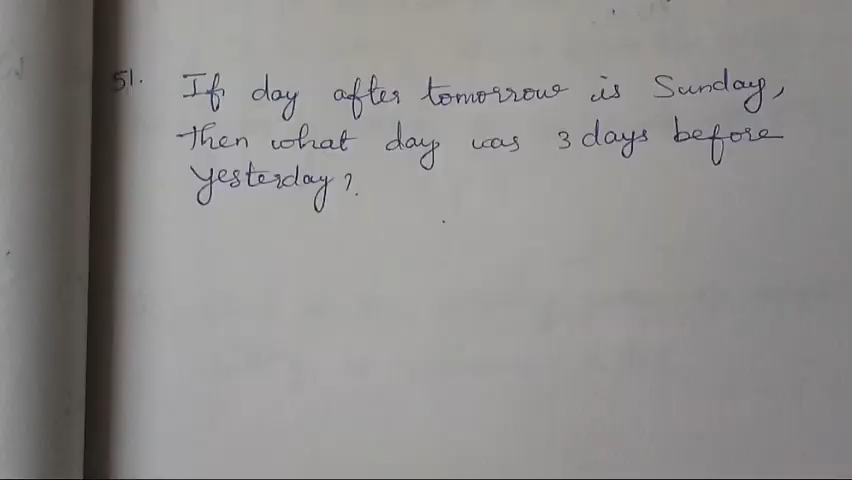 51. If day after tomorrow is Sunday,
then what day was 3 days before
yesterday?